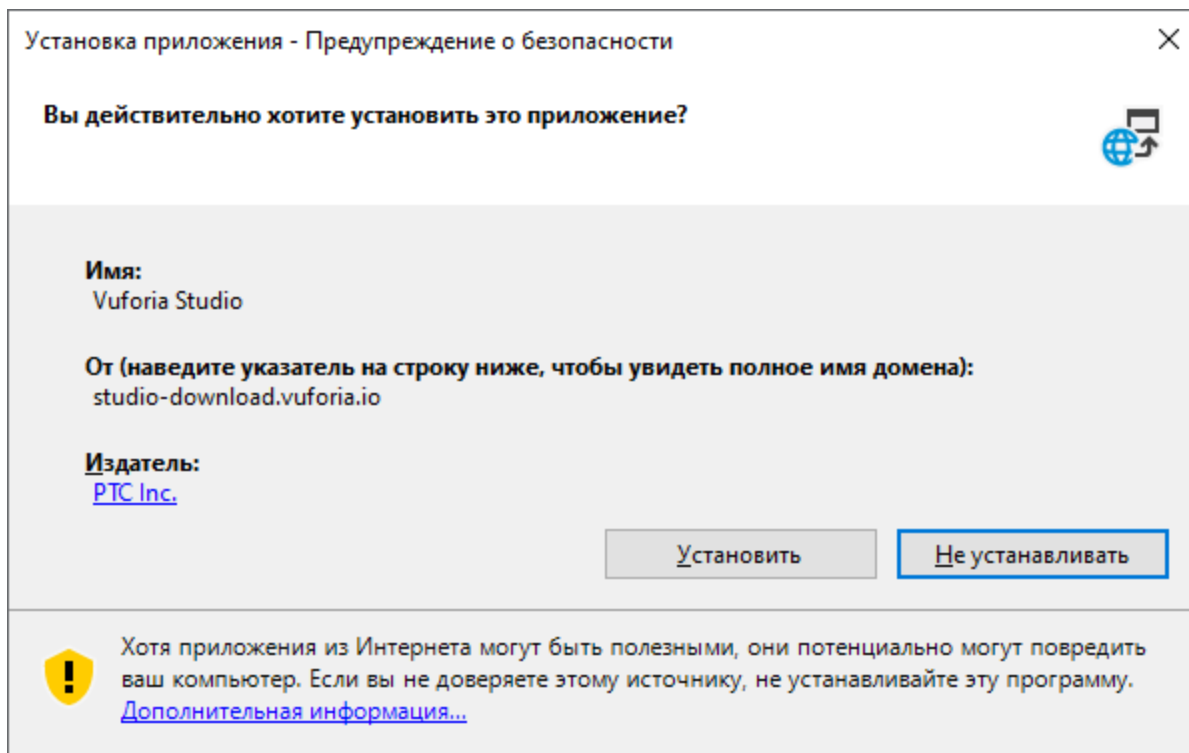 Установка приложения - Предупреждение о безопасности
Вы действительно хотите установить это приложение?
Имя:
Vuforia Studio
От (наведите указатель на строку ниже, чтобы увидеть полное имя домена):
studio-download.vuforia.io
Издатель:
PTC Inc.
Установить
Не устанавливать
Хотя приложения из Интернета могут быть полезными, они потенциально могут повредить
ваш компьютер. Если вы не доверяете этому источнику, не устанавливайте эту программу.
Дополнительная информация...